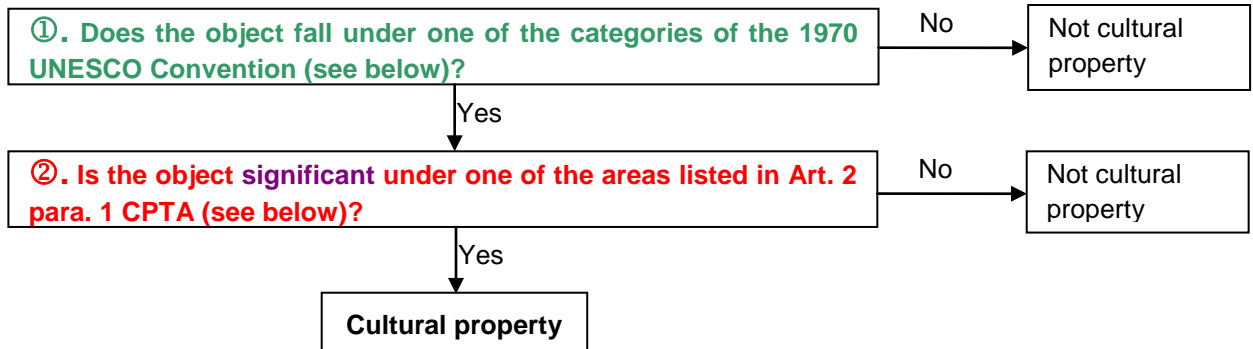 ①. Does the object fall under one of the categories of the 1970
UNESCO Convention (see below)?
No
Not cultural
property
Yes
②. Is the object significant under one of the areas listed in Art. 2
para. 1 CPTA (see below)?
No
Not cultural
property
Yes
Cultural property